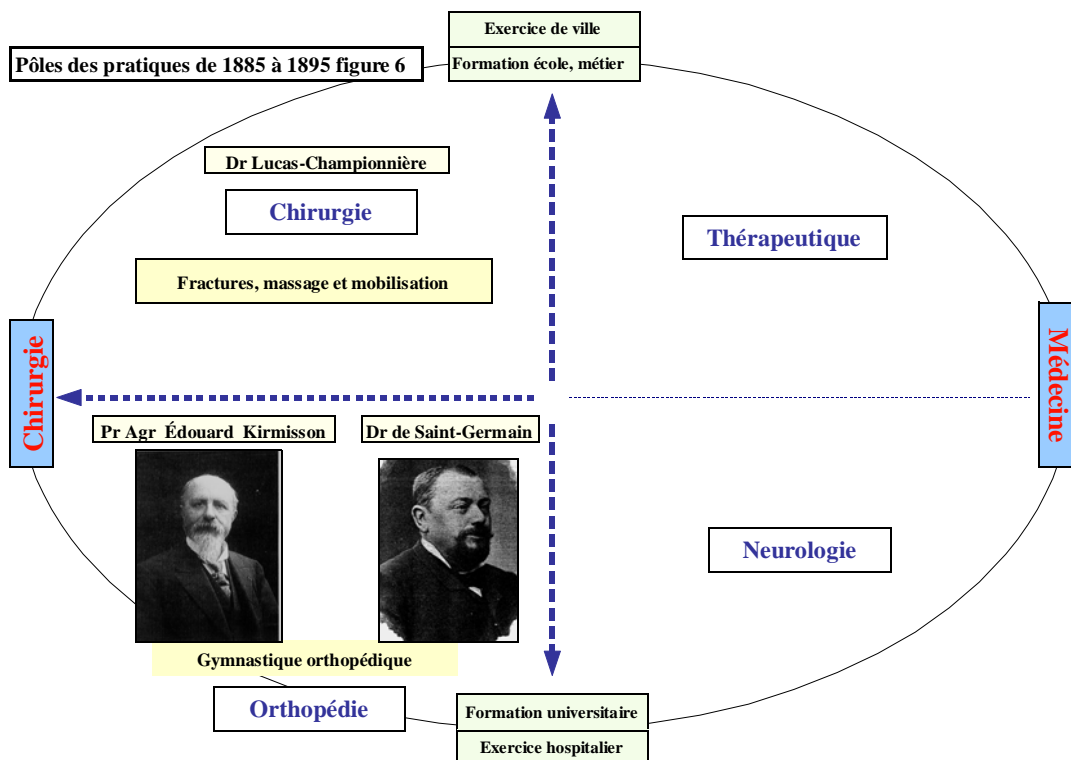 Exercice de ville
Pôles des pratiques de 1885 à 1895 figure 6
Formation école, métier
Dr Lucas-Championnière
Chirurgie
Thérapeutique
Fractures, massage et mobilisation
Chirurgie
Médecine
Pr Agr Édouard Kirmisson
Dr de Saint-Germain
Neurologie
Gymnastique orthopédique
Orthopédie
Formation universitaire
Exercice hospitalier